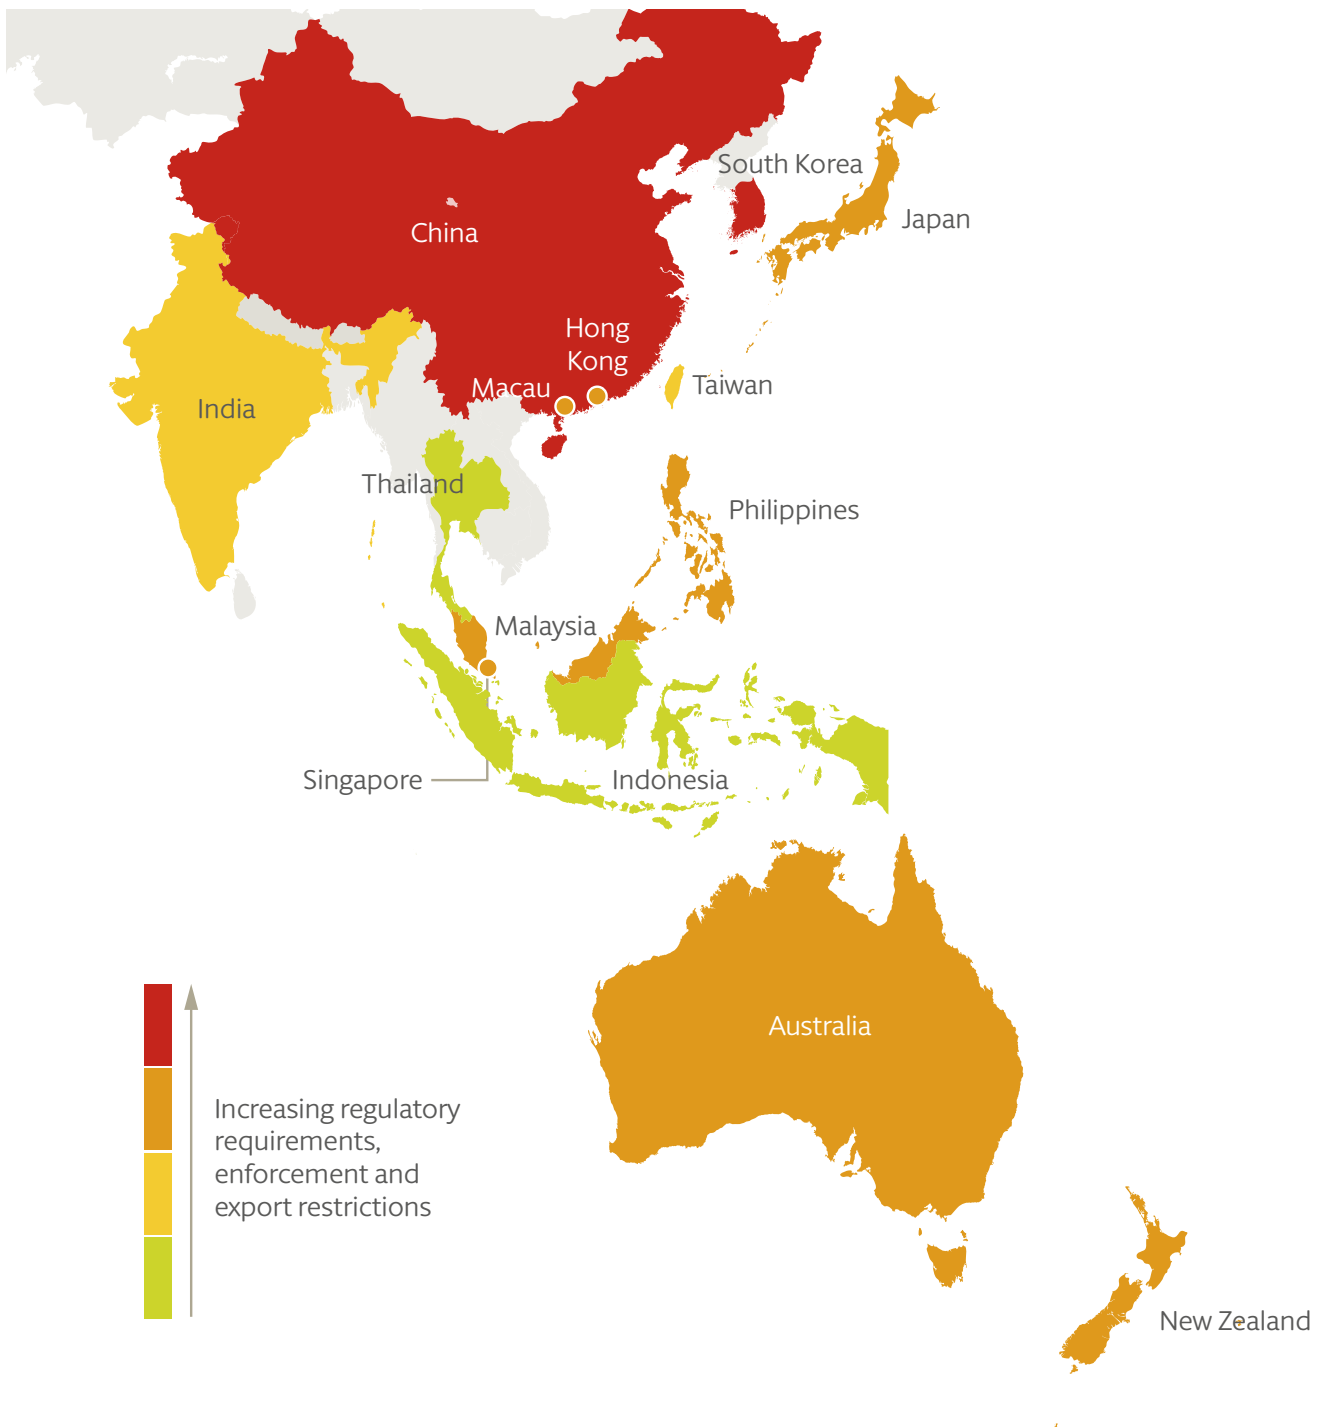 South Korea
Japan
China
Hong
Kong
Macau
Taiwan
India
Thailand
Philippines
Malaysia
Singapore
Indonesia
Australia
Increasing regulatory
requirements,
enforcement and
export restrictions
New Zealand